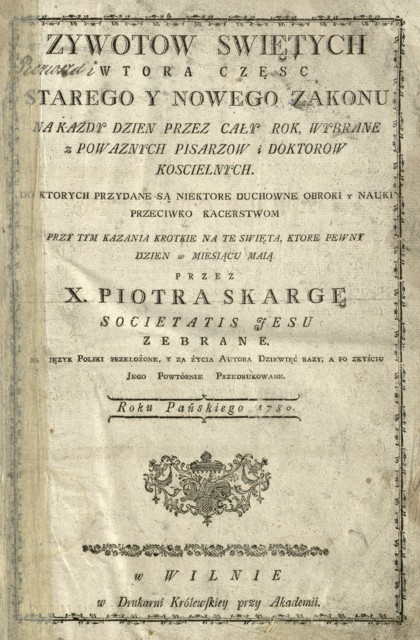 ZYWOTOW SWIĘTYCH
WTORA CZĘSC
STAREGO Y NOWEGO ZAKONU
NA KAZDY DZIEN PRZEZ CAŁY ROK, WYBRANE
z POWAZNYCH PISARZOW i DOKTOROW
KOSCIELNYCH.
DO KTORYCH PRZYDANE SĄ NIEKTORE DUCHOWNE OBROKI Y NAUKI
PRZECIWKO KACERSTWOM
PRZY TYM KAZANIA KROTKIE NA TE SWIĘTA, KTORE PEWNY
DZIEN w MIESIĄCU MAIĄ
PRZEZ
X. PIOTRA SKARGĘ
SOCIETATIS JESU
ZEBRANE,
JĘZYK POLSKI PRZEŁOŻONE, Y ZA ŻYCIA AUTORA DZIEWIĘĆ RAZY, A PO ZEYŚCIU
JEGO POWTÓRNIE PRZEDRUKOWANE.
Roku Pańskiego 1780.
w WILNIE
w Drukarni Królewskiey przy Akademii.